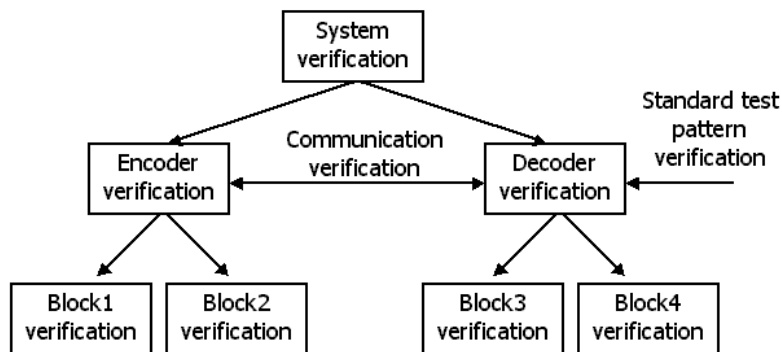 System
verification
Standard test
pattern
verification
Communication
verification
Encoder
verification
Decoder
verification
Block1
verification
Block2
verification
Block3
verification
Block4
verification